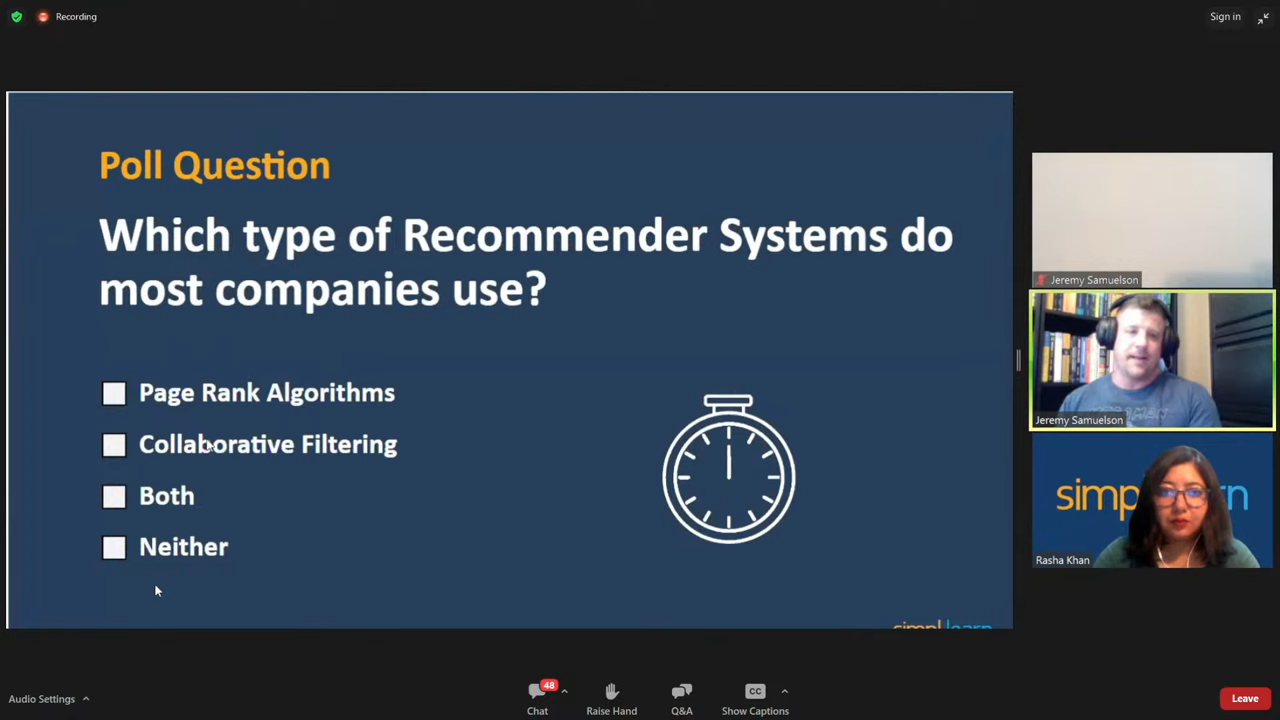 Recording
Sign in
Poll Question
Which type of Recommender Systems do
most companies use?
Page Rank Algorithms
Collaborative Filtering
Both
Neither
Jeremy Samuelson
Jeremy Samuelson
Rasha Khan
Audio Settings
48
Chat
Raise Hand
Q&A
CC
Show Captions
Leave